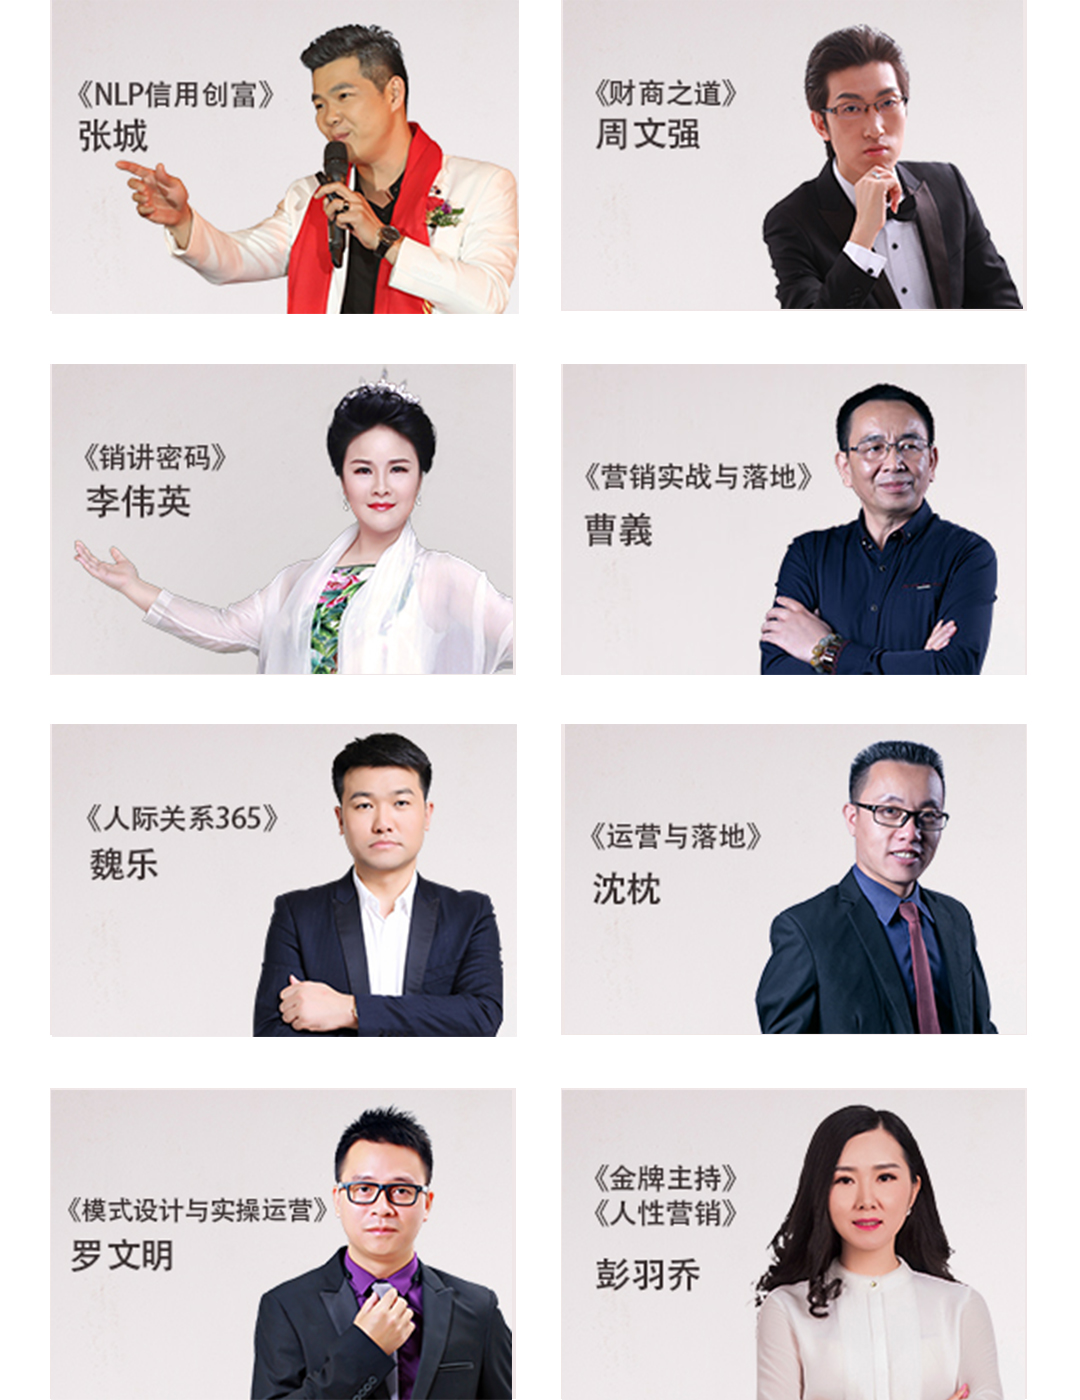 《NLP信用创富》
张城
《财商之道》
周文强
《销讲密码》
李伟英
《营销实战与落地》
曹義
《人际关系365》
魏乐
《运营与落地》
沈枕
《模式设计与实操运营》
罗文明
《金牌主持》
《人性营销》
彭羽乔